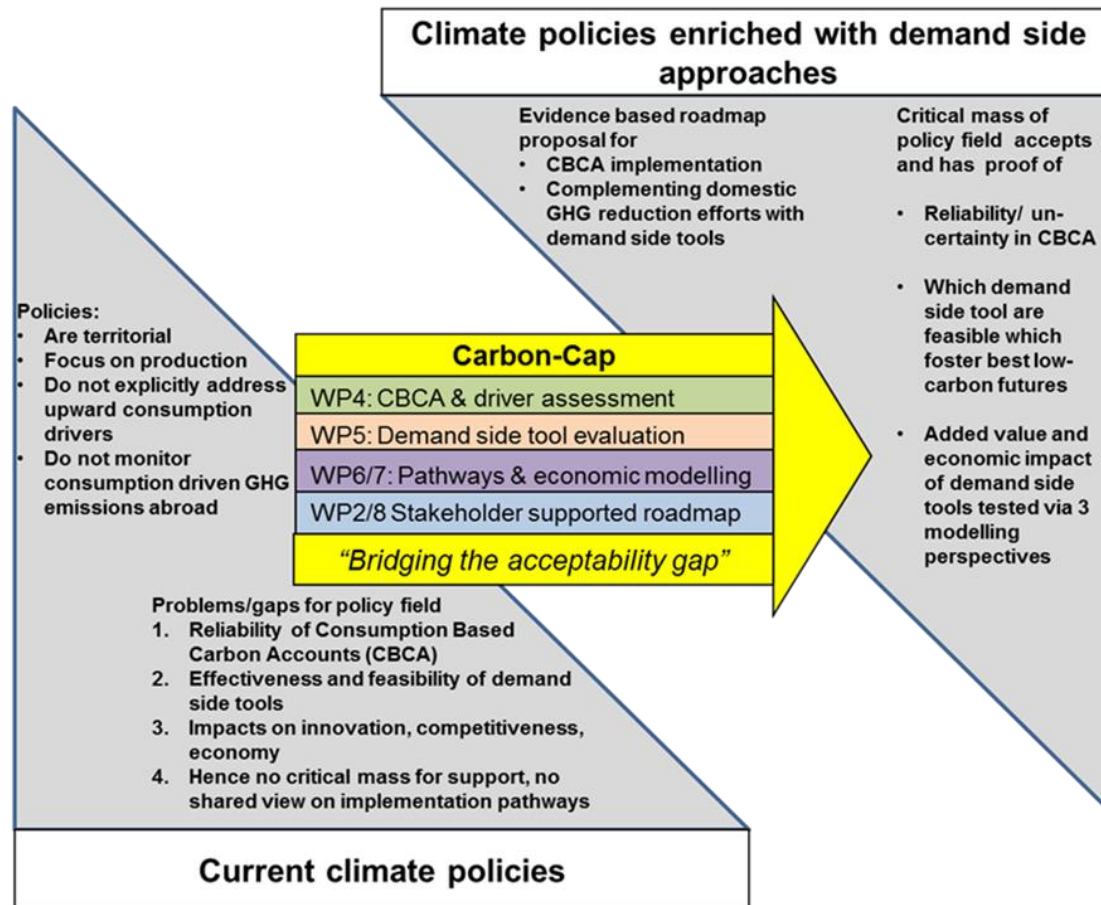 Climate policies enriched with demand side
approaches
Evidence based roadmap
proposal for
• CBCA implementation
• Complementing domestic
GHG reduction efforts with
demand side tools
Critical mass of
policy field accepts
and has proof of
• Reliability/ un-
certainty in CBCA
• Which demand
side tool are
feasible which
foster best low-
carbon futures
• Added value and
economic impact
of demand side
tools tested via 3
modelling
perspectives
Policies:
• Are territorial
• Focus on production
• Do not explicitly address
upward consumption
drivers
• Do not monitor
consumption driven GHG
emissions abroad
Carbon-Cap
WP4: CBCA & driver assessment
WP5: Demand side tool evaluation
WP6/7: Pathways & economic modelling
WP2/8 Stakeholder supported roadmap
“Bridging the acceptability gap”
Problems/gaps for policy field
1. Reliability of Consumption Based
Carbon Accounts (CBCA)
2. Effectiveness and feasibility of demand
side tools
3. Impacts on innovation, competitiveness,
economy
4. Hence no critical mass for support, no
shared view on implementation pathways
Current climate policies